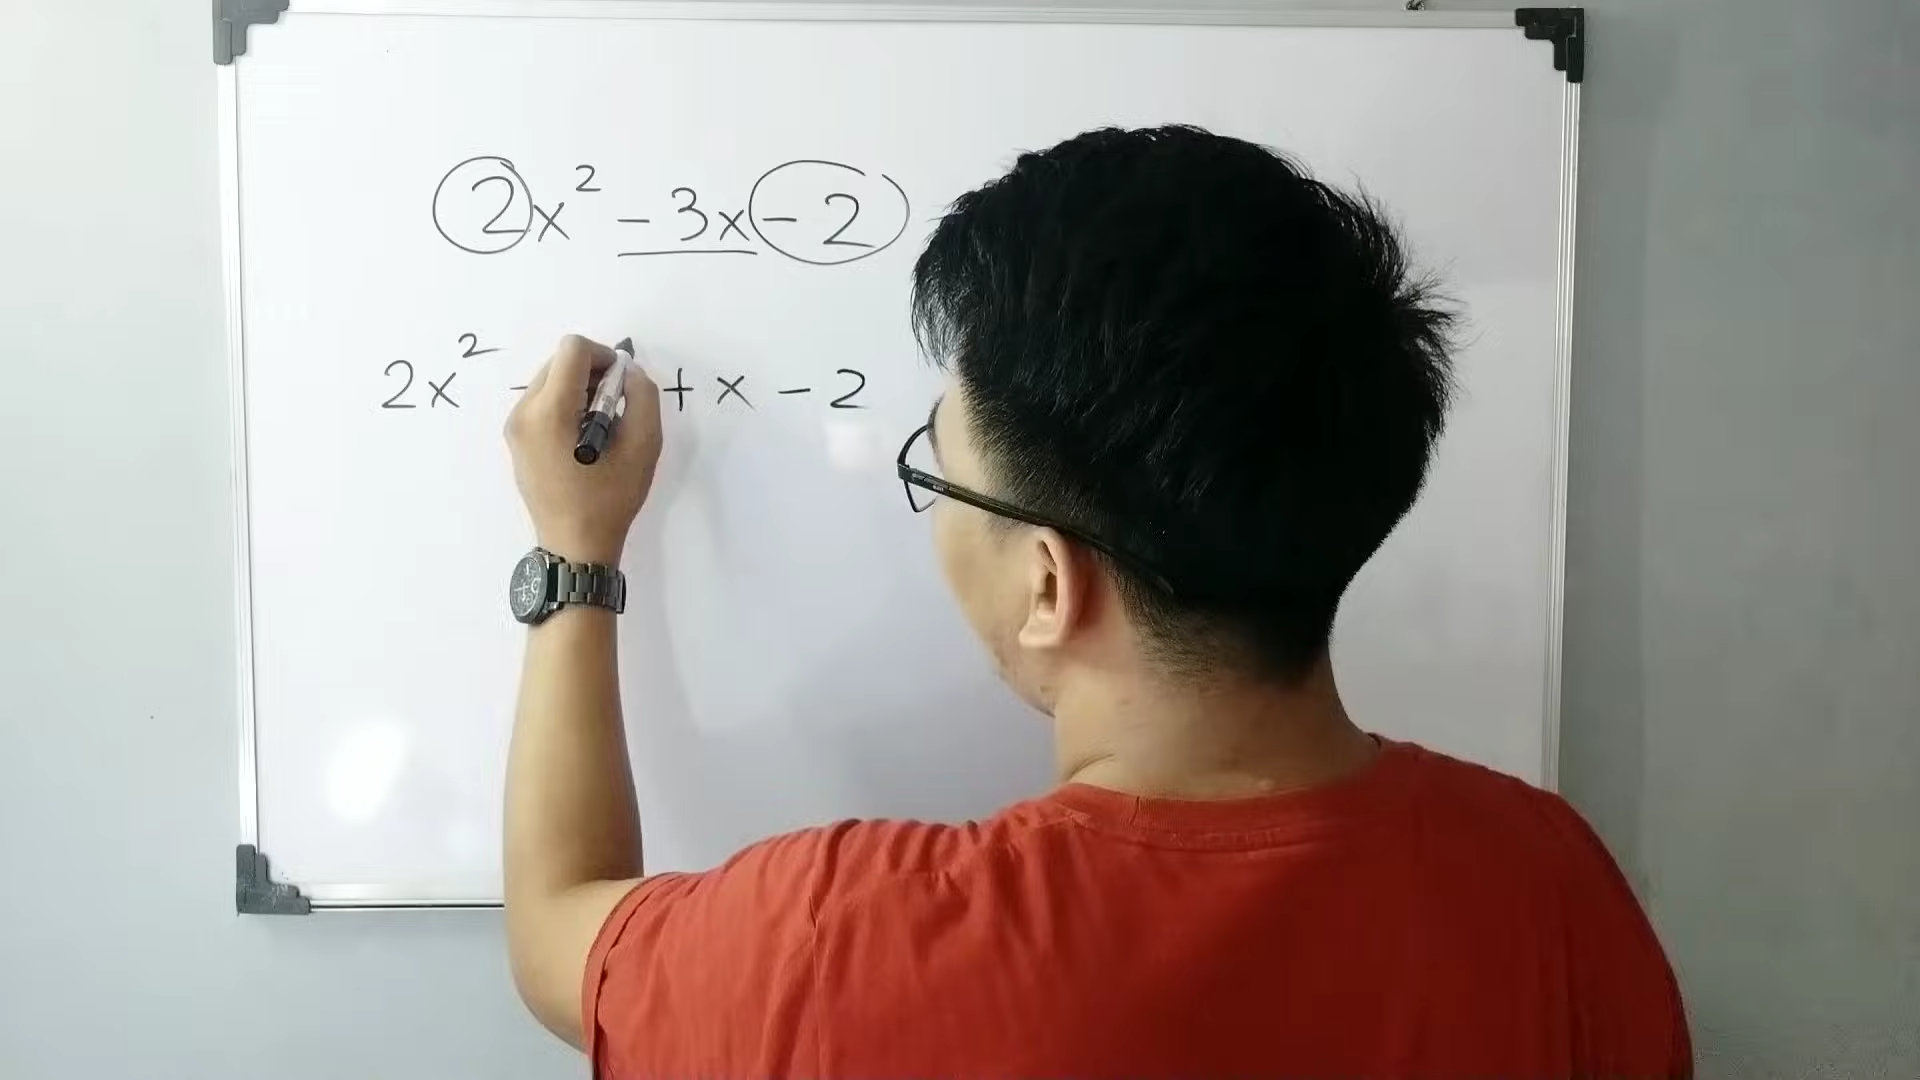 2x² - 3x - 2
2x² - + x - 2